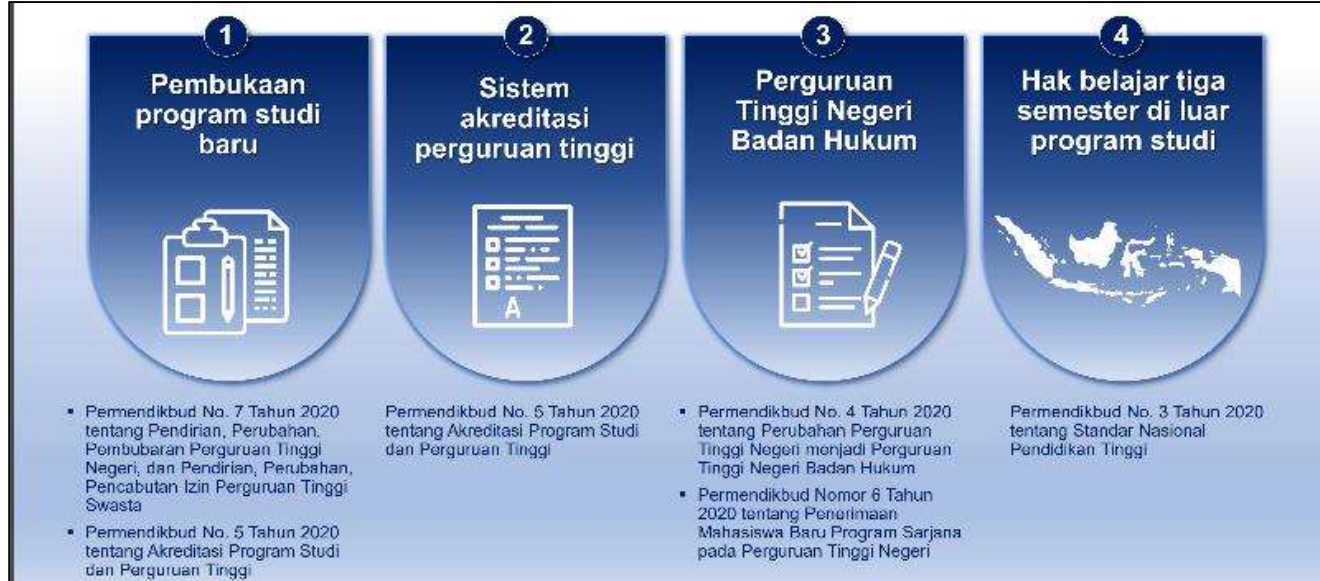 1
Pembukaan
program studi
baru
2
Sistem
akreditasi
perguruan tinggi
A
3
Perguruan
Tinggi Negeri
Badan Hukum
4
Hak belajar tiga
semester di luar
program studi
▪ Permendikbud No. 7 Tahun 2020
tentang Pendirian, Perubahan,
Pembubaran Perguruan Tinggi
Negeri, dan Pendirian, Perubahan,
Pencabutan Izin Perguruan Tinggi
Swasta
▪ Permendikbud No. 5 Tahun 2020
tentang Akreditasi Program Studi
dan Perguruan Tinggi
Permendikbud No. 5 Tahun 2020
tentang Akreditasi Program Studi
dan Perguruan Tinggi
▪ Permendikbud No. 4 Tahun 2020
tentang Perubahan Perguruan
Tinggi Negeri menjadi Perguruan
Tinggi Negeri Badan Hukum
▪ Permendikbud Nomor 6 Tahun
2020 tentang Penerimaan
Mahasiswa Baru Program Sarjana
pada Perguruan Tinggi Negeri
Permendikbud No. 3 Tahun 2020
tentang Standar Nasional
Pendidikan Tinggi